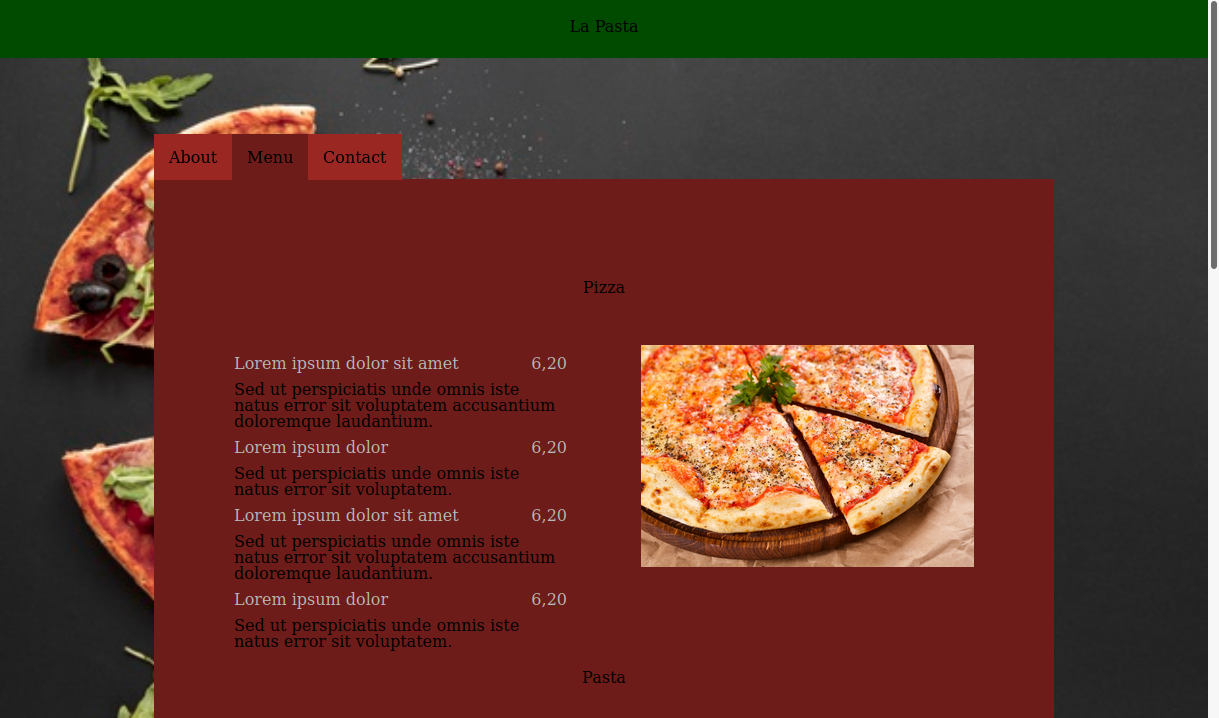 La Pasta
About Menu Contact
Pizza
Lorem ipsum dolor sit amet 6,20
Sed ut perspiciatis unde omnis iste
natus error sit voluptatem accusantium
doloremque laudantium.
Lorem ipsum dolor 6,20
Sed ut perspiciatis unde omnis iste
natus error sit voluptatem.
Lorem ipsum dolor sit amet 6,20
Sed ut perspiciatis unde omnis iste
natus error sit voluptatem accusantium
doloremque laudantium.
Lorem ipsum dolor 6,20
Sed ut perspiciatis unde omnis iste
natus error sit voluptatem.
Pasta